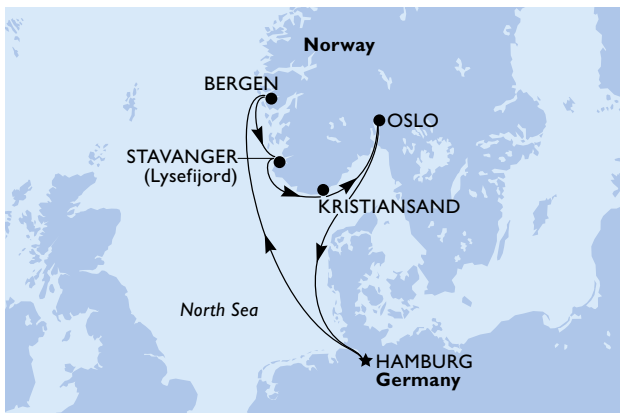 Norway
BERGEN
OSLO
STAVANGER
(Lysefijord)
KRISTIANSAND
North Sea
HAMBURG
Germany